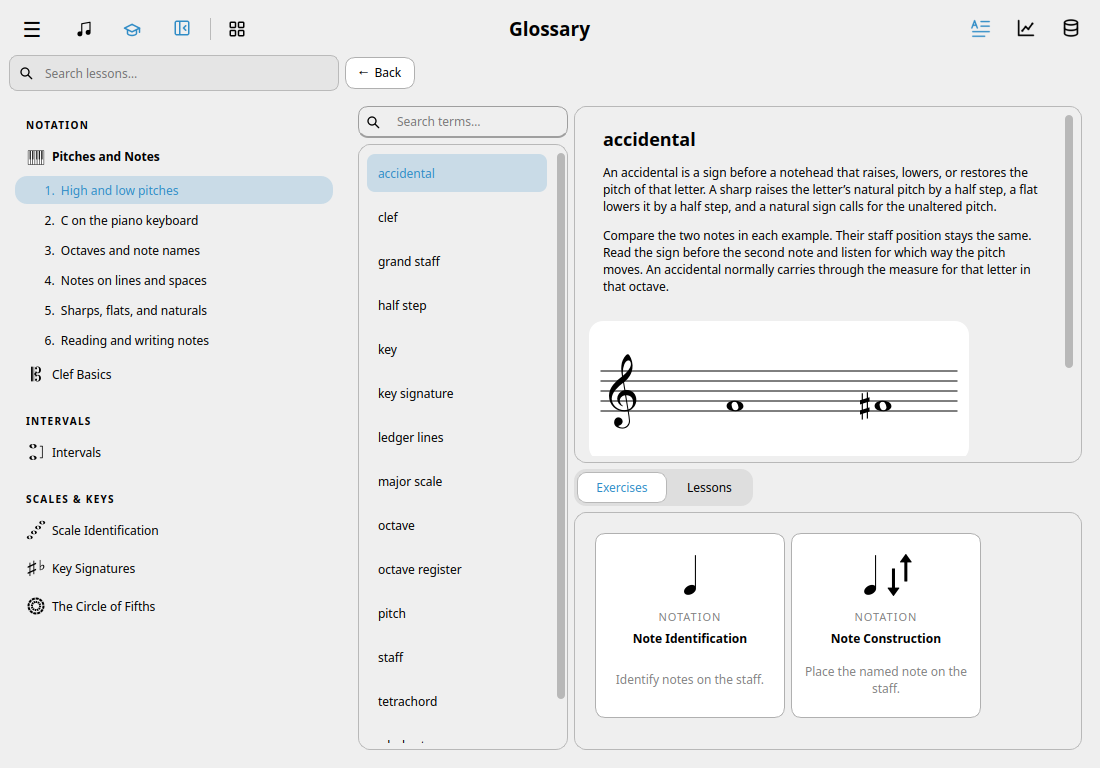 Glossary
Search lessons...
← Back
NOTATION
Pitches and Notes
1. High and low pitches
2. C on the piano keyboard
3. Octaves and note names
4. Notes on lines and spaces
5. Sharps, flats, and naturals
6. Reading and writing notes
Clef Basics
INTERVALS
Intervals
SCALES & KEYS
Scale Identification
Key Signatures
The Circle of Fifths
Search terms...
accidental
clef
grand staff
half step
key
key signature
ledger lines
major scale
octave
octave register
pitch
staff
tetrachord
accidental
An accidental is a sign before a notehead that raises, lowers, or restores the
pitch of that letter. A sharp raises the letter’s natural pitch by a half step, a flat
lowers it by a half step, and a natural sign calls for the unaltered pitch.
Compare the two notes in each example. Their staff position stays the same.
Read the sign before the second note and listen for which way the pitch
moves. An accidental normally carries through the measure for that letter in
that octave.
Exercises
Lessons
NOTATION
Note Identification
Identify notes on the staff.
NOTATION
Note Construction
Place the named note on the
staff.